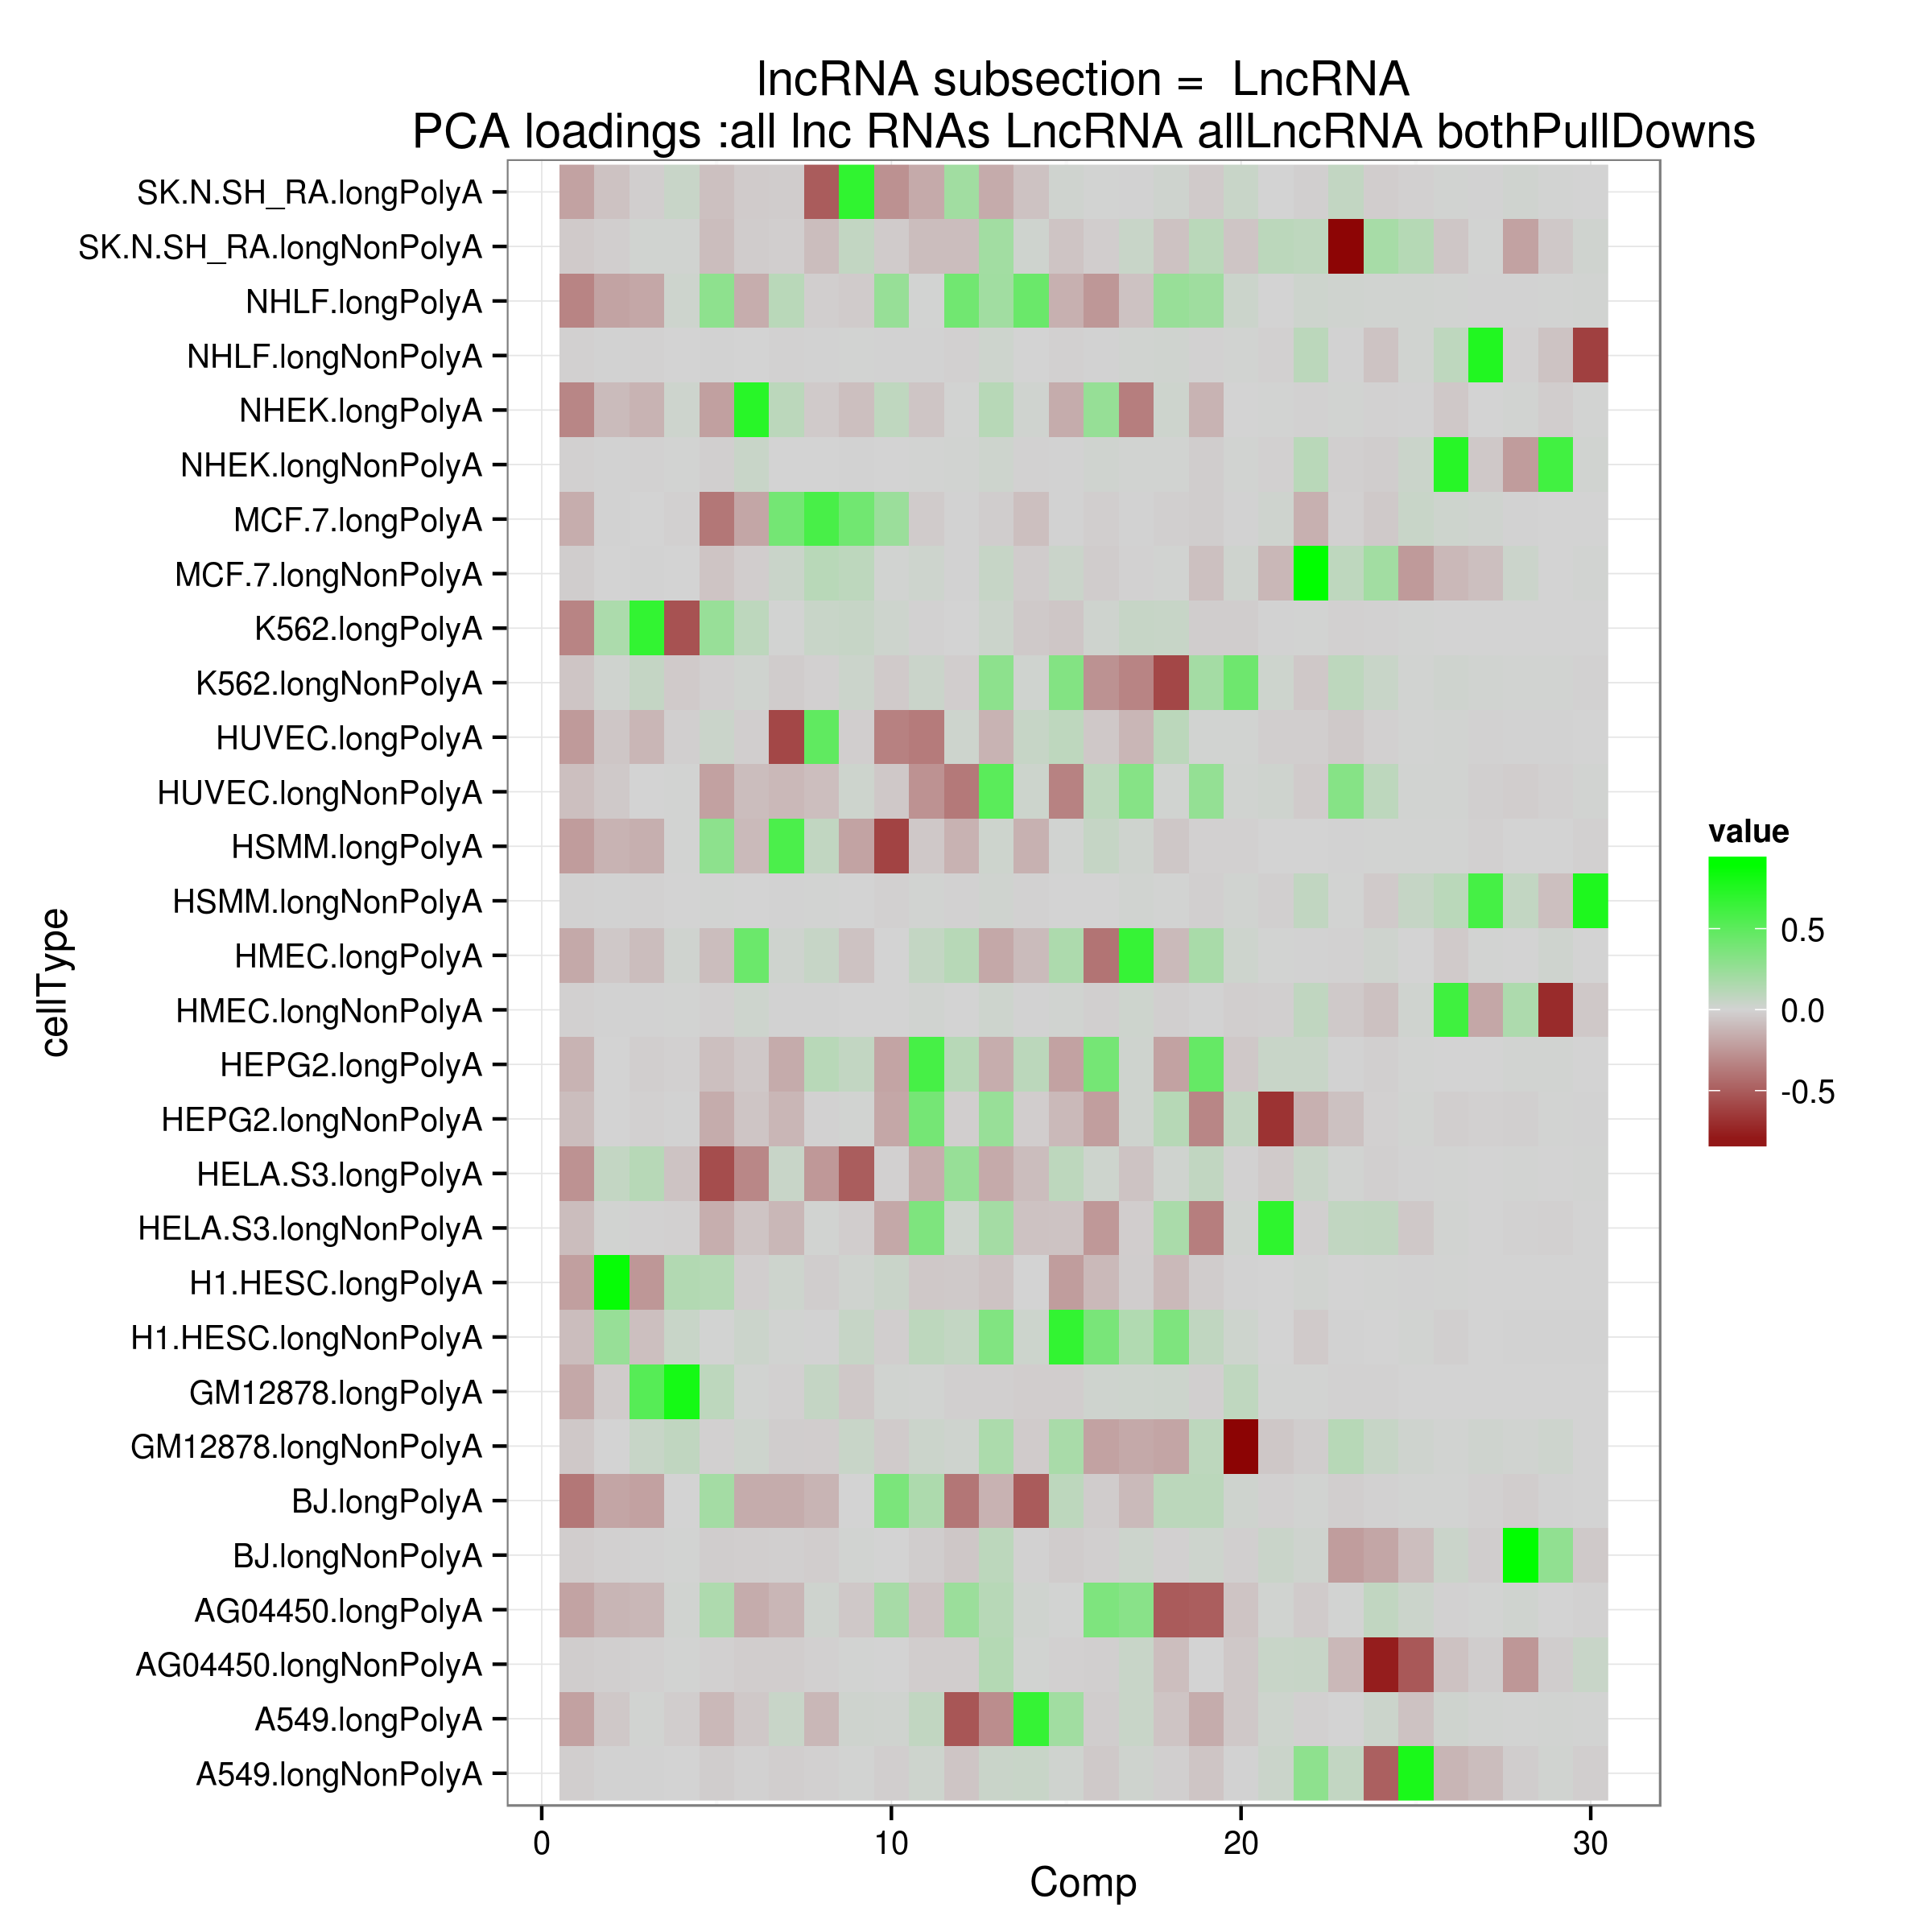 lncRNA subsection =  LncRNA
PCA loadings :all lnc RNAs LncRNA allLncRNA bothPullDowns
SK.N.SH_RA.longPolyA
SK.N.SH_RA.longNonPolyA
NHLF.longPolyA
NHLF.longNonPolyA
NHEK.longPolyA
NHEK.longNonPolyA
MCF.7.longPolyA
MCF.7.longNonPolyA
K562.longPolyA
K562.longNonPolyA
HUVEC.longPolyA
HUVEC.longNonPolyA
HSMM.longPolyA
HSMM.longNonPolyA
HMEC.longPolyA
HMEC.longNonPolyA
HEPG2.longPolyA
HEPG2.longNonPolyA
HELA.S3.longPolyA
HELA.S3.longNonPolyA
H1.HESC.longPolyA
H1.HESC.longNonPolyA
GM12878.longPolyA
GM12878.longNonPolyA
BJ.longPolyA
BJ.longNonPolyA
AG04450.longPolyA
AG04450.longNonPolyA
A549.longPolyA
A549.longNonPolyA
cellType
0 10 20 30
Comp
value
0.5
0.0
-0.5